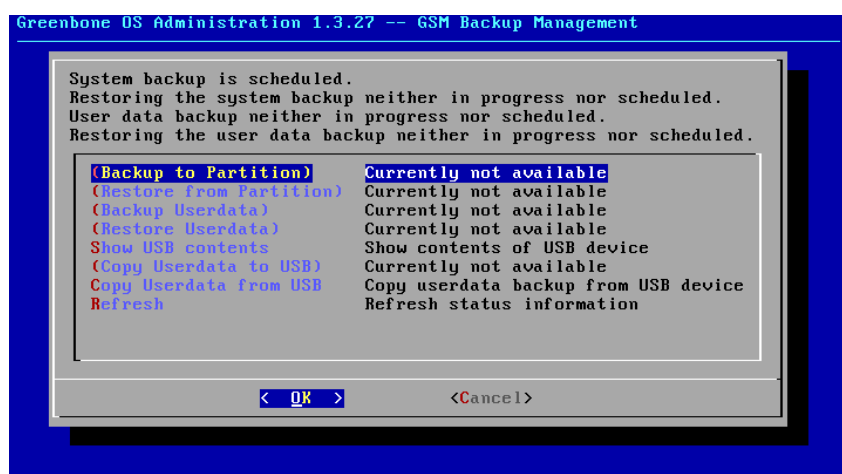 Greenbone OS Administration 1.3.27 -- GSM Backup Management
System backup is scheduled.
Restoring the system backup neither in progress nor scheduled.
User data backup neither in progress nor scheduled.
Restoring the user data backup neither in progress nor scheduled.
(Backup to Partition) Currently not available
(Restore from Partition) Currently not available
(Backup Userdata) Currently not available
(Restore Userdata) Currently not available
Show USB contents Show contents of USB device
(Copy Userdata to USB) Currently not available
Copy Userdata from USB Copy userdata backup from USB device
Refresh Refresh status information
< OK > <Cancel>